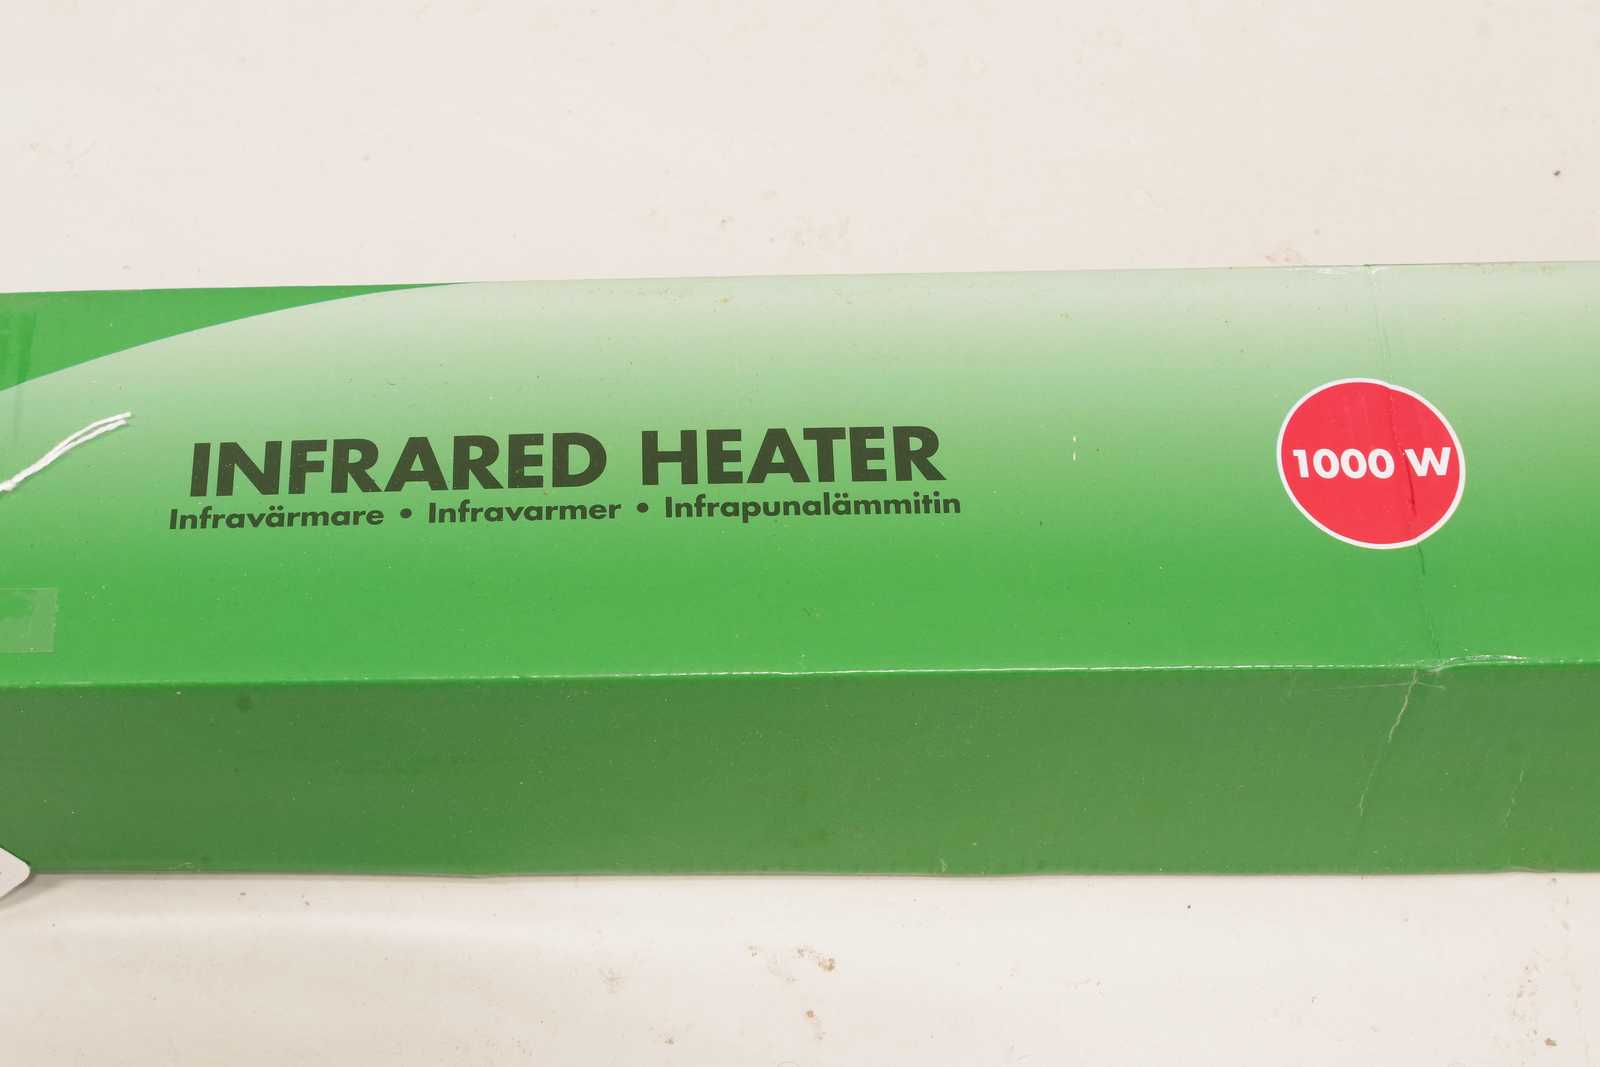 INFRARED HEATER
Infravärmare • Infravarmer • Infrapunalämmitin
1000 W